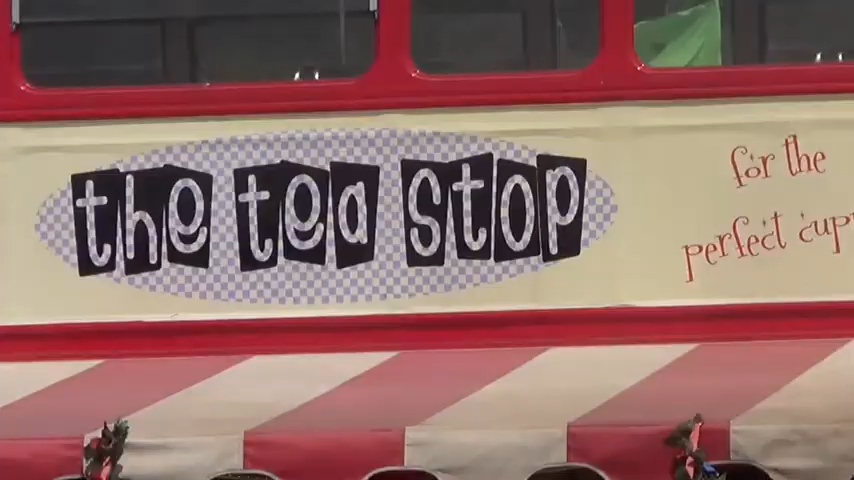 the tea stop
for the
perfect cup